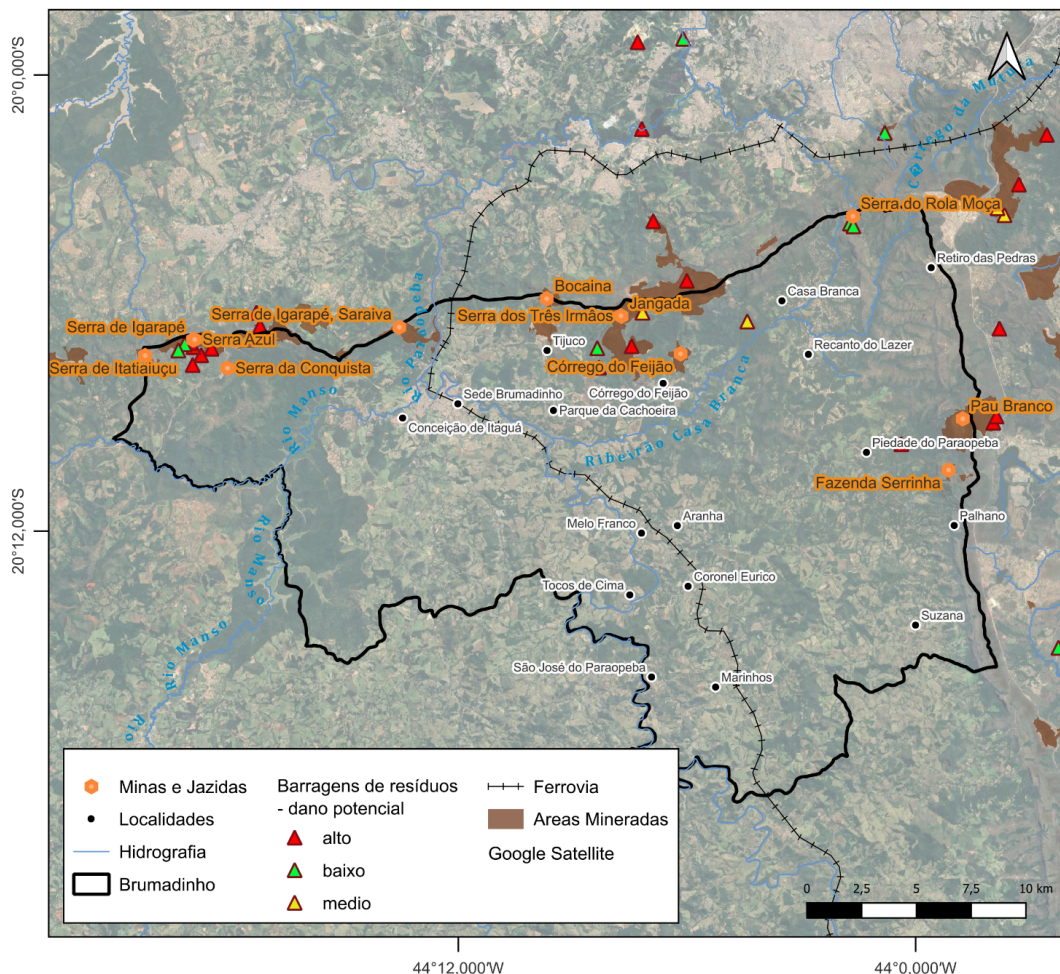 20°0,000'S
Córrego da Mutuca
Serra do Rola Moça
Retiro das Pedras
Rio Paraopeba
Bocaina
Casa Branca
Jangada
Serra de Igarapé, Saraiva
Serra dos Três Irmãos
Serra de Igarapé
Serra Azul
Tijuco
Recanto do Lazer
Serra de Itatiaiuçu
Serra da Conquista
Córrego do Feijão
Córrego do Feijão
Rio Manso
Sede Brumadinho
Parque da Cachoeira
Conceição de Itaguá
Ribeirão Casa Branca
Pau Branco
Piedade do Paraopeba
Fazenda Serrinha
20°12,000'S
Rio Manso
Melo Franco
Aranha
Palhano
Tocos de Cima
Coronel Eurico
Suzana
Rio Manso
São José do Paraopeba
Marinhos
Rio
Minas e Jazidas
Localidades
Hidrografia
Brumadinho
Barragens de resíduos
- dano potencial
alto
baixo
medio
Ferrovia
Areas Mineradas
Google Satellite
0 2,5 5 7,5 10 km
44°12.000'W
44°0.000'W